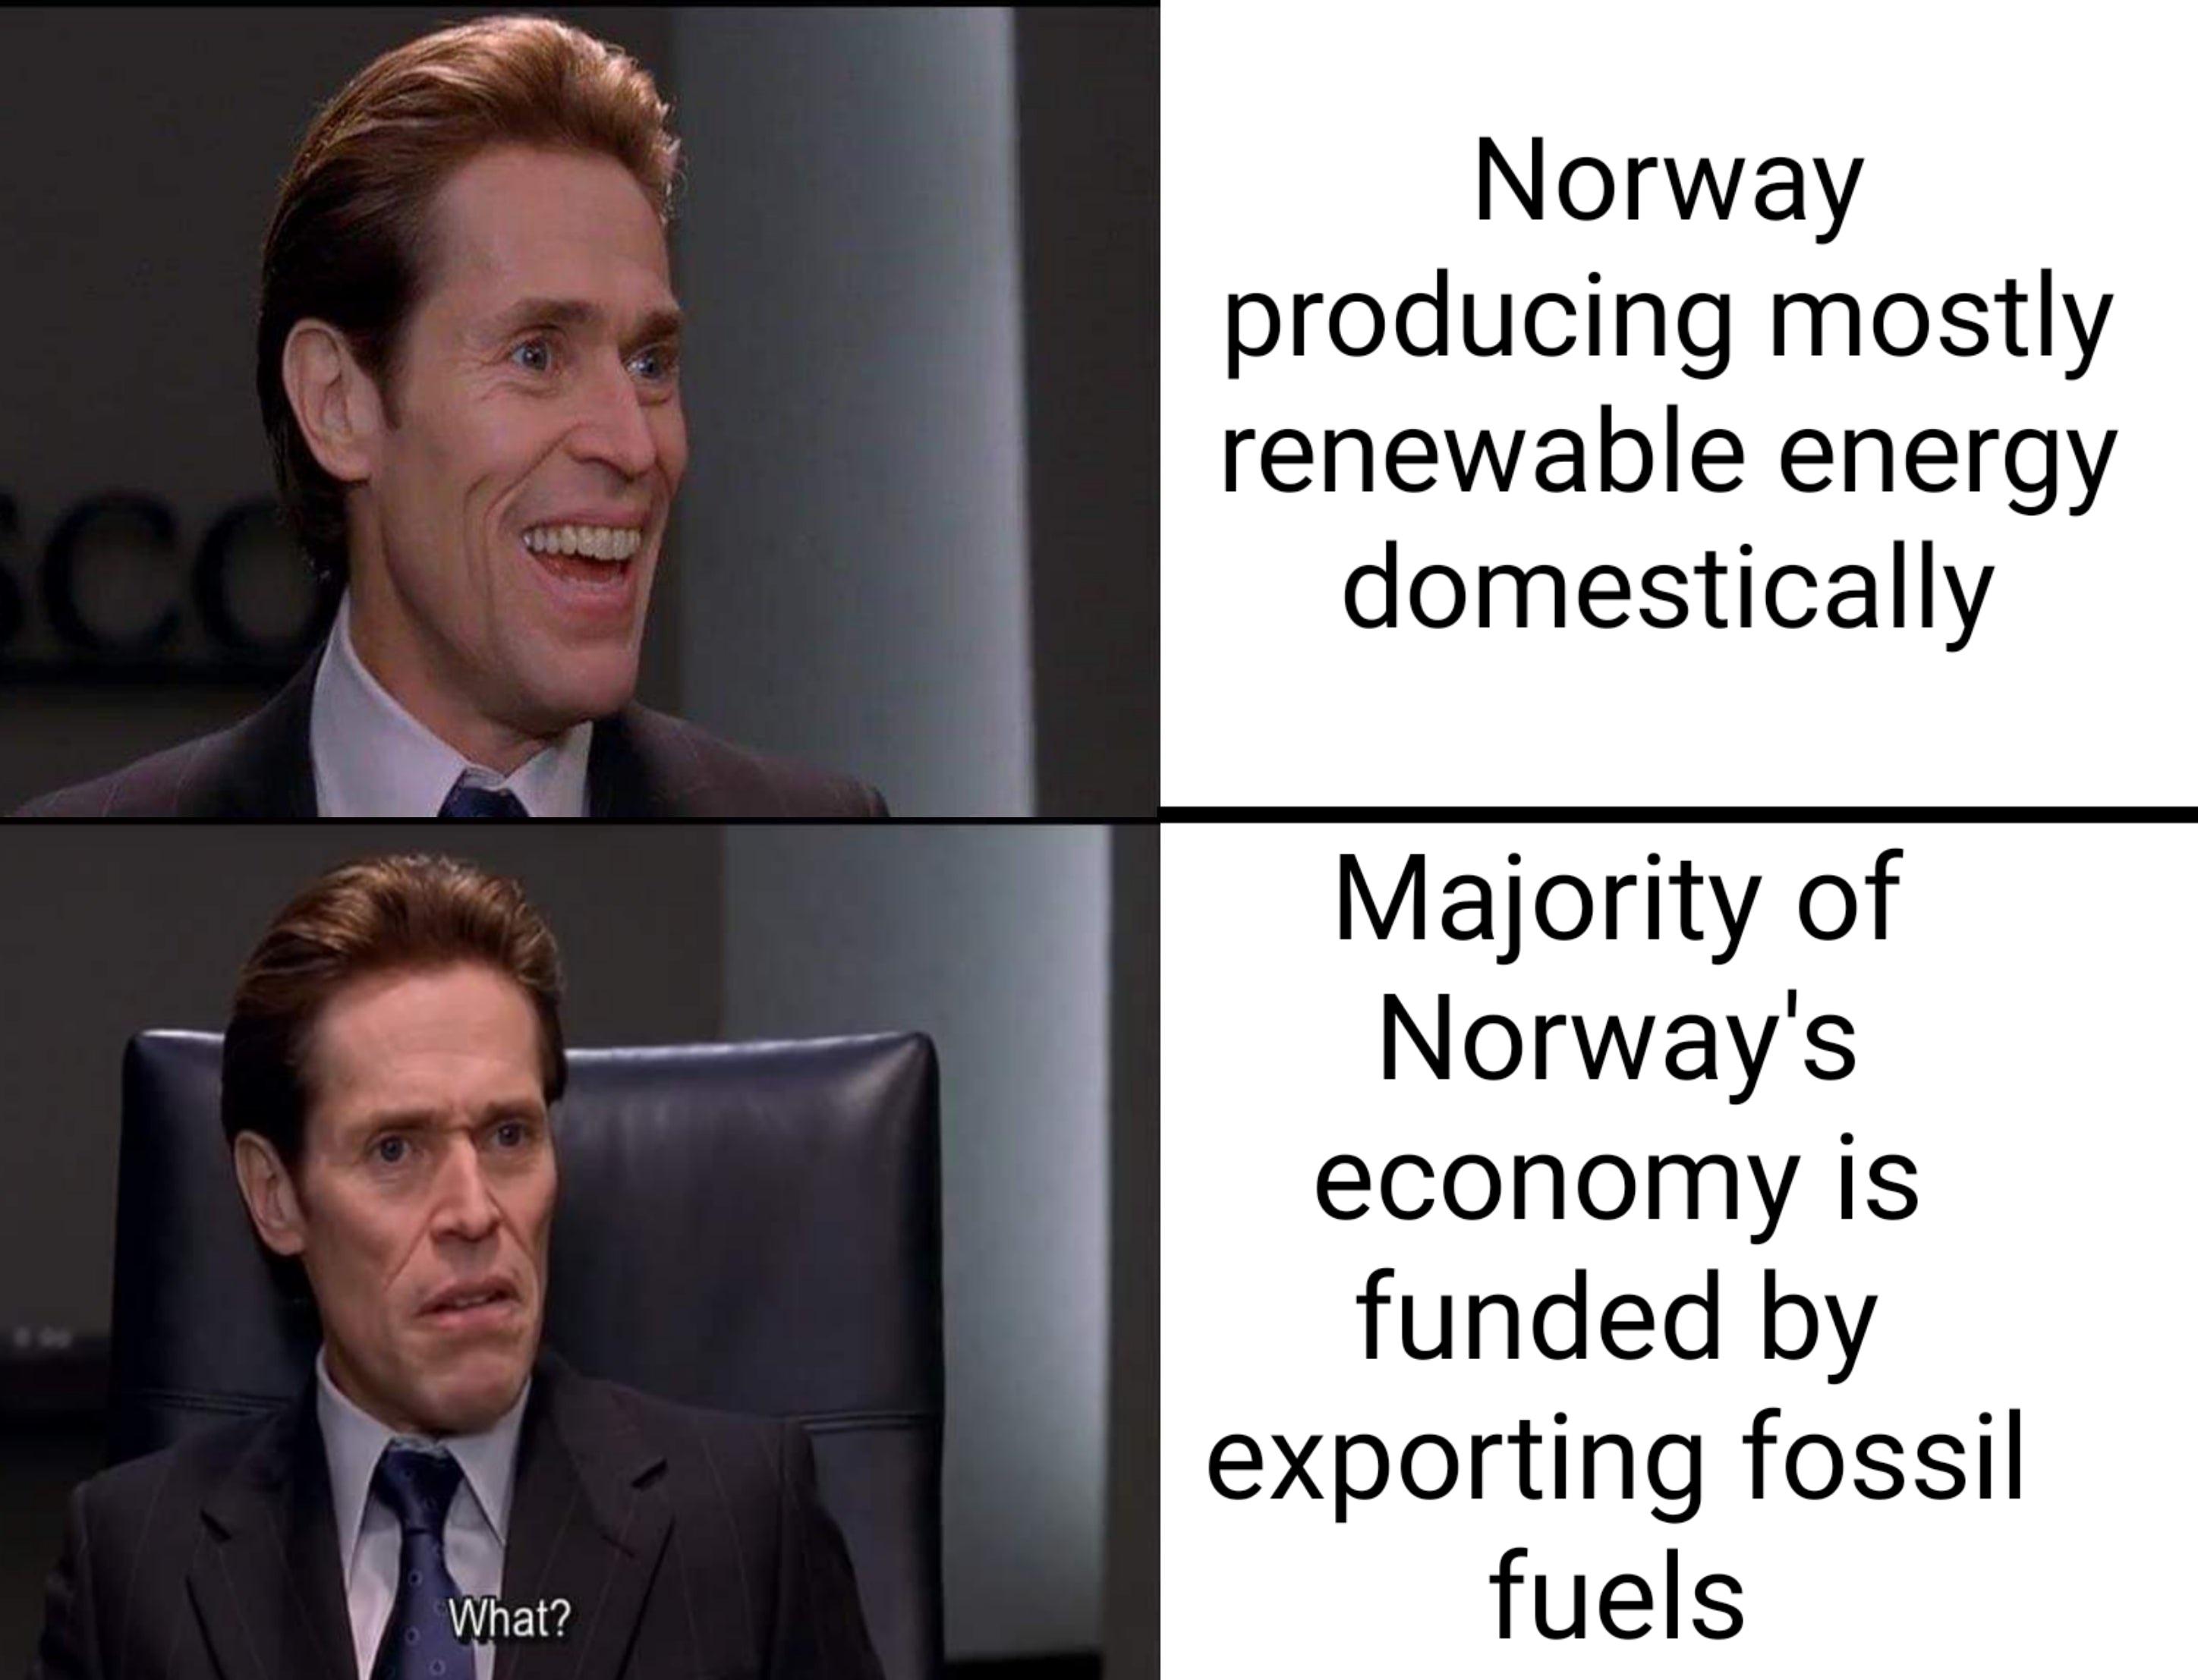 Norway
producing mostly
renewable energy
domestically
SCO
Majority of
Norway's
economy is
funded by
exporting fossil
fuels
What?